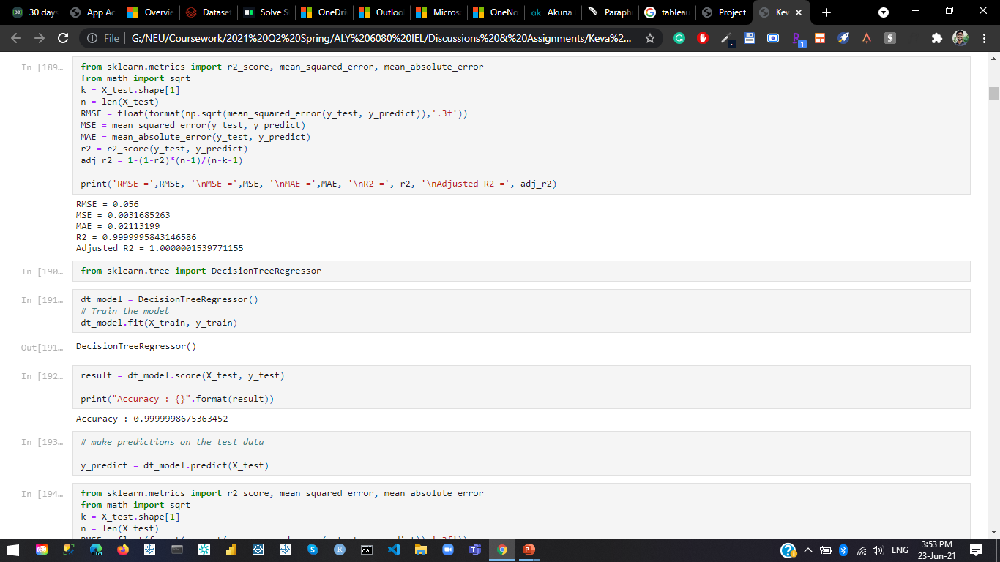 30 days
App Ac
Overvie
Dataset
Solve S
OneDri
Outloo
Micros
OneNo
Akuna
Paraph
tableau
Project
Kev
File
G:/NEU/Coursework/2021%20Q2%20Spring/ALY%206080%20IEL/Discussions%20&%20Assignments/Keva%2...
In [189…
from sklearn.metrics import r2_score, mean_squared_error, mean_absolute_error
from math import sqrt
k = X_test.shape[1]
n = len(X_test)
RMSE = float(format(np.sqrt(mean_squared_error(y_test, y_predict)),'.3f'))
MSE = mean_squared_error(y_test, y_predict)
MAE = mean_absolute_error(y_test, y_predict)
r2 = r2_score(y_test, y_predict)
adj_r2 = 1-(1-r2)*(n-1)/(n-k-1)
print('RMSE =',RMSE, '\nMSE =',MSE, '\nMAE =',MAE, '\nR2 =', r2, '\nAdjusted R2 =', adj_r2)
RMSE = 0.056
MSE = 0.0031685263
MAE = 0.02113199
R2 = 0.9999995843146586
Adjusted R2 = 1.0000001539771155
In [190…
from sklearn.tree import DecisionTreeRegressor
In [191…
dt_model = DecisionTreeRegressor()
# Train the model
dt_model.fit(X_train, y_train)
Out[191…
DecisionTreeRegressor()
In [192…
result = dt_model.score(X_test, y_test)
print("Accuracy : {}".format(result))
Accuracy : 0.9999998675363452
In [193…
# make predictions on the test data
y_predict = dt_model.predict(X_test)
In [194…
from sklearn.metrics import r2_score, mean_squared_error, mean_absolute_error
from math import sqrt
k = X_test.shape[1]
n = len(X_test)
ENG
3:53 PM
23-Jun-21